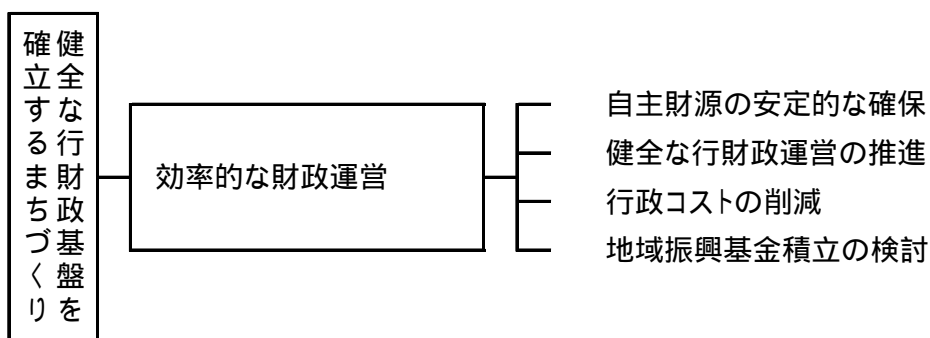 健全な行財政基盤を
確立するまちづくり
効率的な財政運営
自主財源の安定的な確保
健全な行財政運営の推進
行政コストの削減
地域振興基金積立の検討